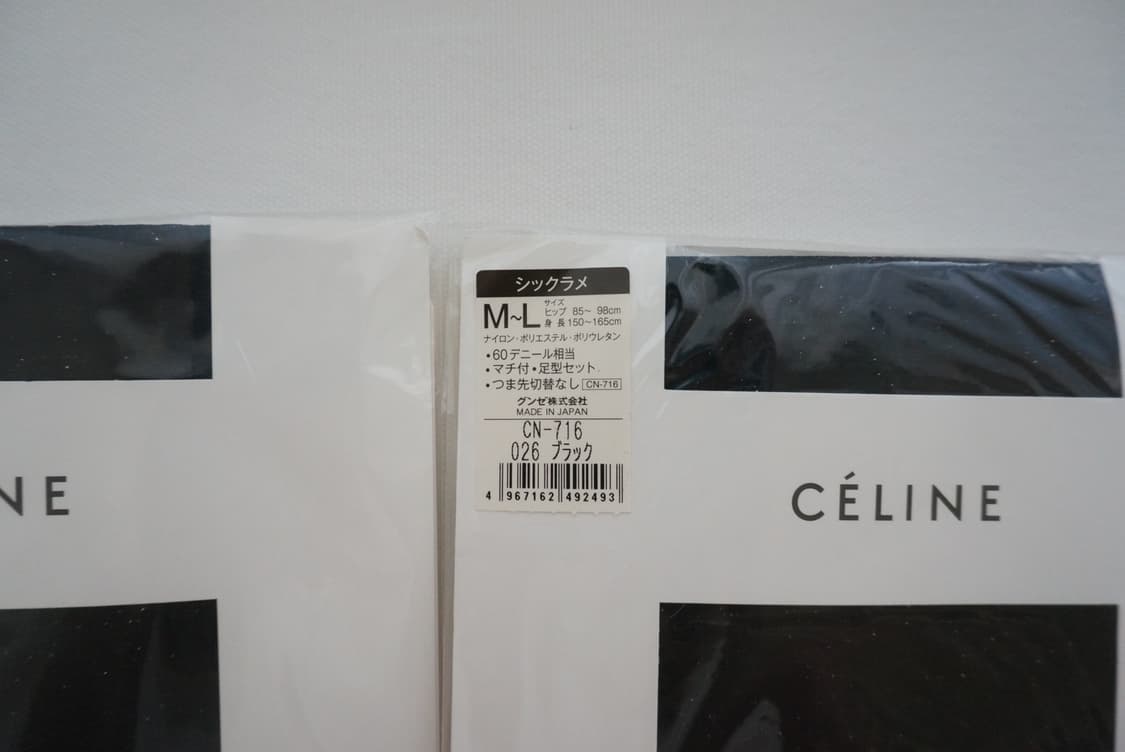 シックラメ
M~L
サイズ
ヒップ 85~ 98cm
身 長 150~165cm
ナイロン・ポリエステル・ポリウレタン
・60デニール相当
・マチ付・足型セット
・つま先切替なし CN-716
グンゼ株式会社
MADE IN JAPAN
CN-716
026 ブラック
4 967162 492493
NE
CÉLINE